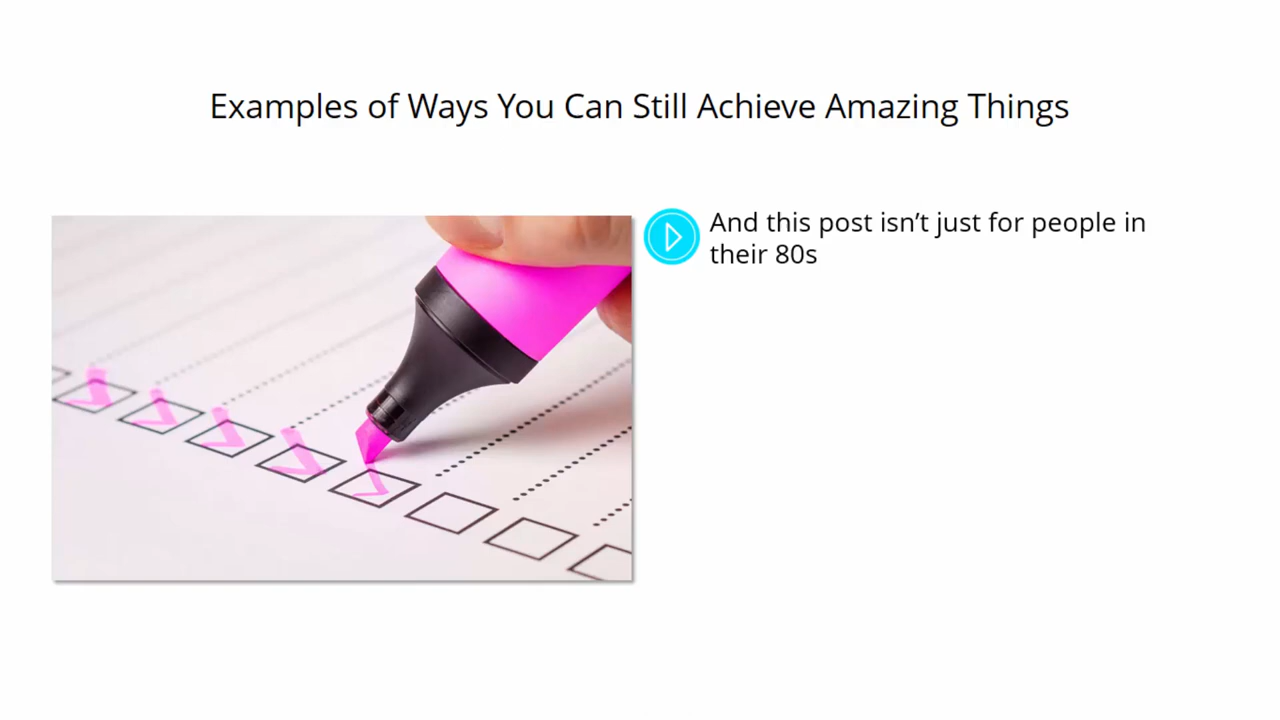 Examples of Ways You Can Still Achieve Amazing Things
And this post isn’t just for people in
their 80s